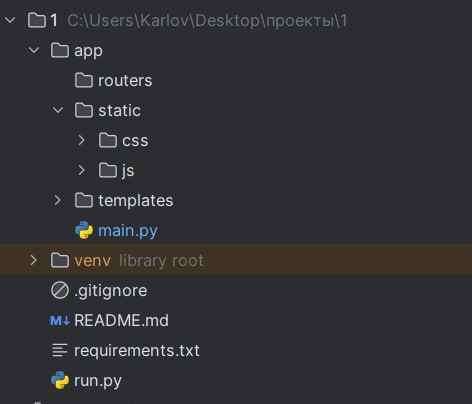 1 C:\Users\Karlov\Desktop\проекты\1
app
routers
static
css
js
templates
main.py
venv library root
.gitignore
M↓ README.md
requirements.txt
run.py